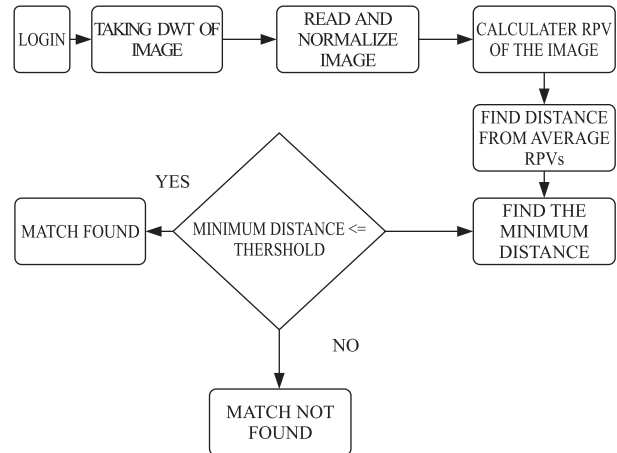 LOGIN
TAKING DWT OF
IMAGE
READ AND
NORMALIZE
IMAGE
CALCULATER RPV
OF THE IMAGE
FIND DISTANCE
FROM AVERAGE
RPVs
FIND THE
MINIMUM
DISTANCE
MINIMUM DISTANCE <=
THERSHOLD
YES
MATCH FOUND
NO
MATCH NOT
FOUND